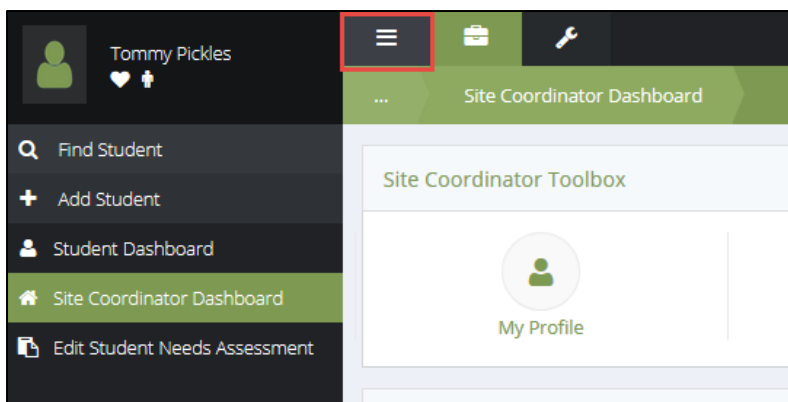 Tommy Pickles
... Site Coordinator Dashboard
Find Student
Add Student
Student Dashboard
Site Coordinator Dashboard
Edit Student Needs Assessment
Site Coordinator Toolbox
My Profile